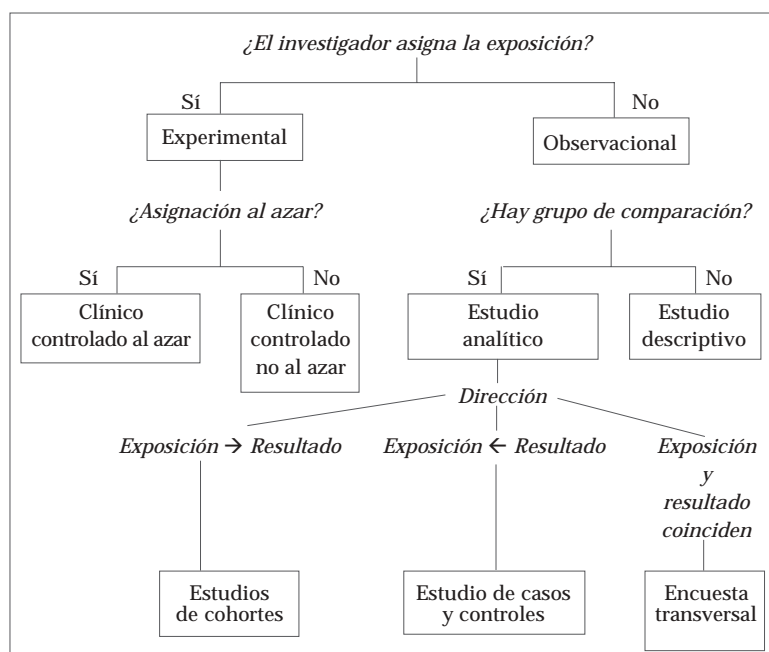 ¿El investigador asigna la exposición?
Sí
No
Experimental
Observacional
¿Asignación al azar?
¿Hay grupo de comparación?
Sí
No
Sí
No
Clínico
controlado al azar
Clínico
controlado
no al azar
Estudio
analítico
Estudio
descriptivo
Dirección
Exposición → Resultado
Exposición ← Resultado
Exposición
y
resultado
coinciden
Estudios
de cohortes
Estudio de casos
y controles
Encuesta
transversal